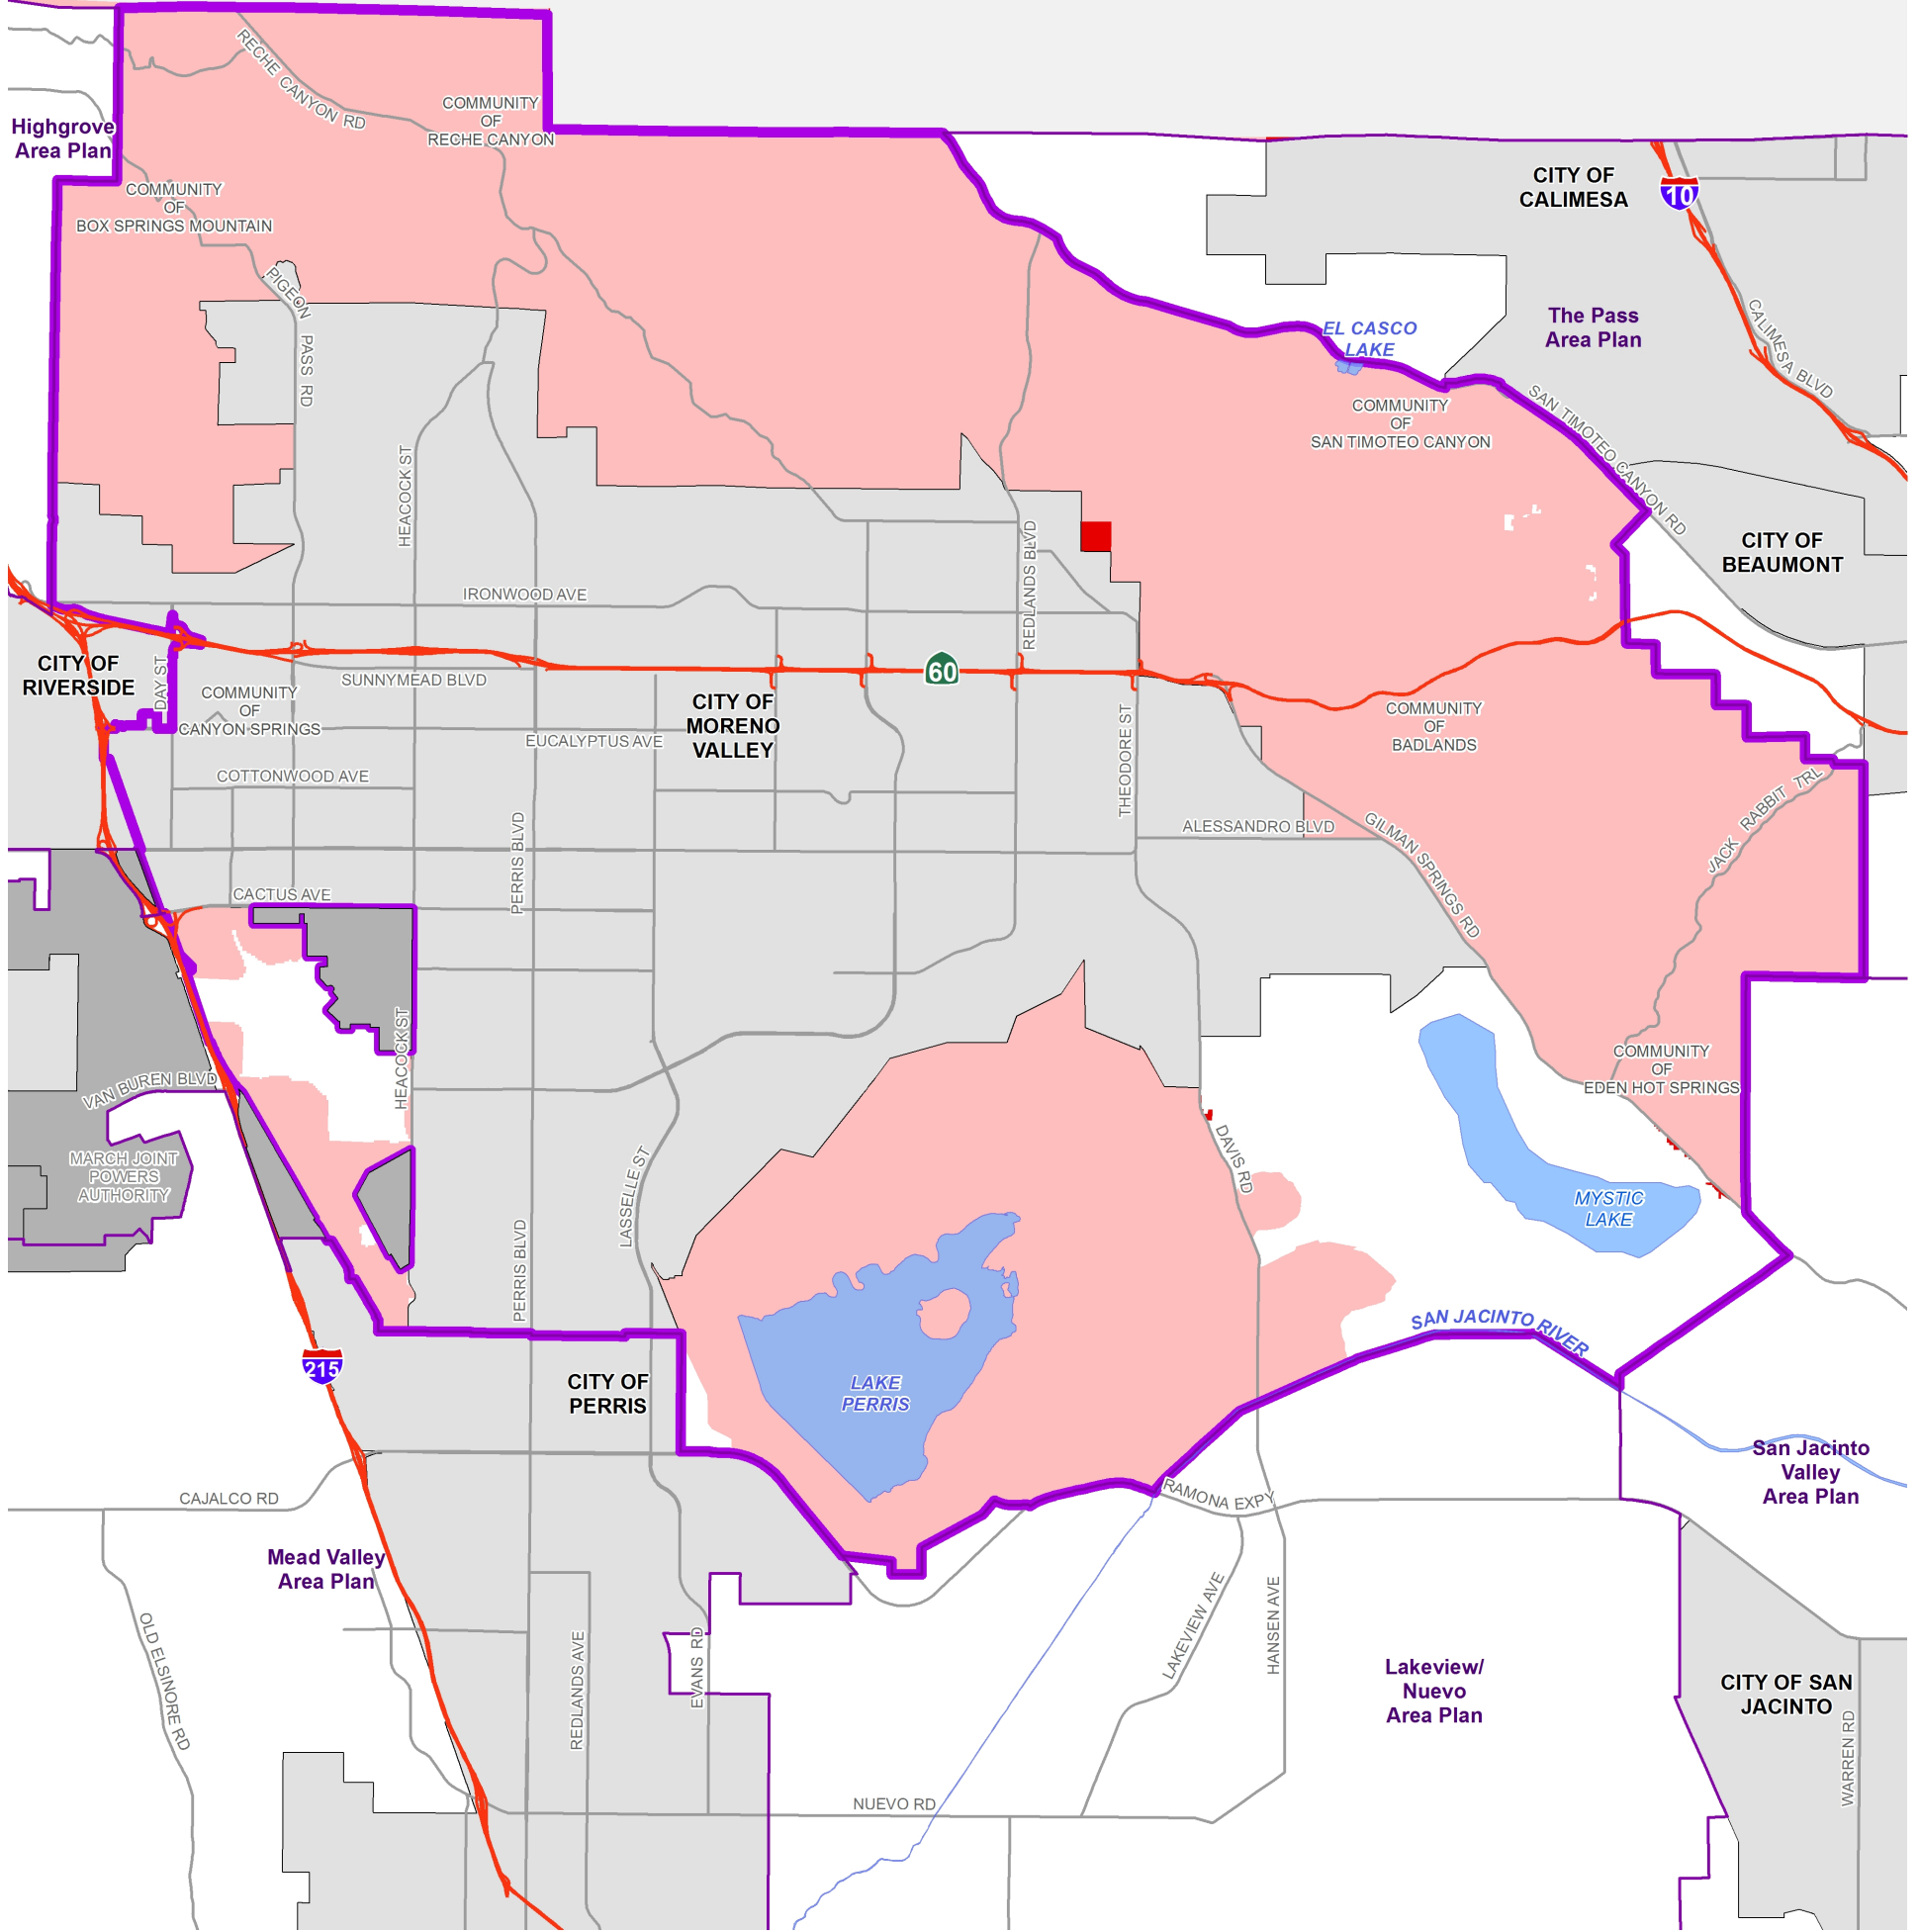 RECHE CANYON RD
COMMUNITY
OF
RECHE CANYON
Highgrove
Area Plan
COMMUNITY
OF
BOX SPRINGS MOUNTAIN
CITY OF
CALIMESA
10
PIGEON PASS RD
The Pass
Area Plan
CALIMESA BLVD
EL CASCO
LAKE
COMMUNITY
OF
SAN TIMOTEO CANYON
SAN TIMOTEO CANYON RD
HEACOCK ST
REDLANDS BLVD
CITY OF
BEAUMONT
IRONWOOD AVE
CITY OF
RIVERSIDE
DAY ST
SUNNYMEAD BLVD
60
COMMUNITY
OF
CANYON SPRINGS
CITY OF
MORENO
VALLEY
EUCALYPTUS AVE
THEODORE ST
COMMUNITY
OF
BADLANDS
COTTONWOOD AVE
JACK RABBIT TRL
PERRIS BLVD
ALESSANDRO BLVD
GILMAN SPRINGS RD
CACTUS AVE
HEACOCK ST
COMMUNITY
OF
EDEN HOT SPRINGS
VAN BUREN BLVD
MARCH JOINT
POWERS
AUTHORITY
LASSELLE ST
DAVIS RD
MYSTIC
LAKE
PERRIS BLVD
SAN JACINTO RIVER
215
CITY OF
PERRIS
LAKE
PERRIS
San Jacinto
Valley
Area Plan
CAJALCO RD
RAMONA EXPY
Mead Valley
Area Plan
OLD ELSINORE RD
REDLANDS AVE
EVANS RD
LAKEVIEW AVE
HANSEN AVE
Lakeview/
Nuevo
Area Plan
CITY OF SAN
JACINTO
WARREN RD
NUEVO RD